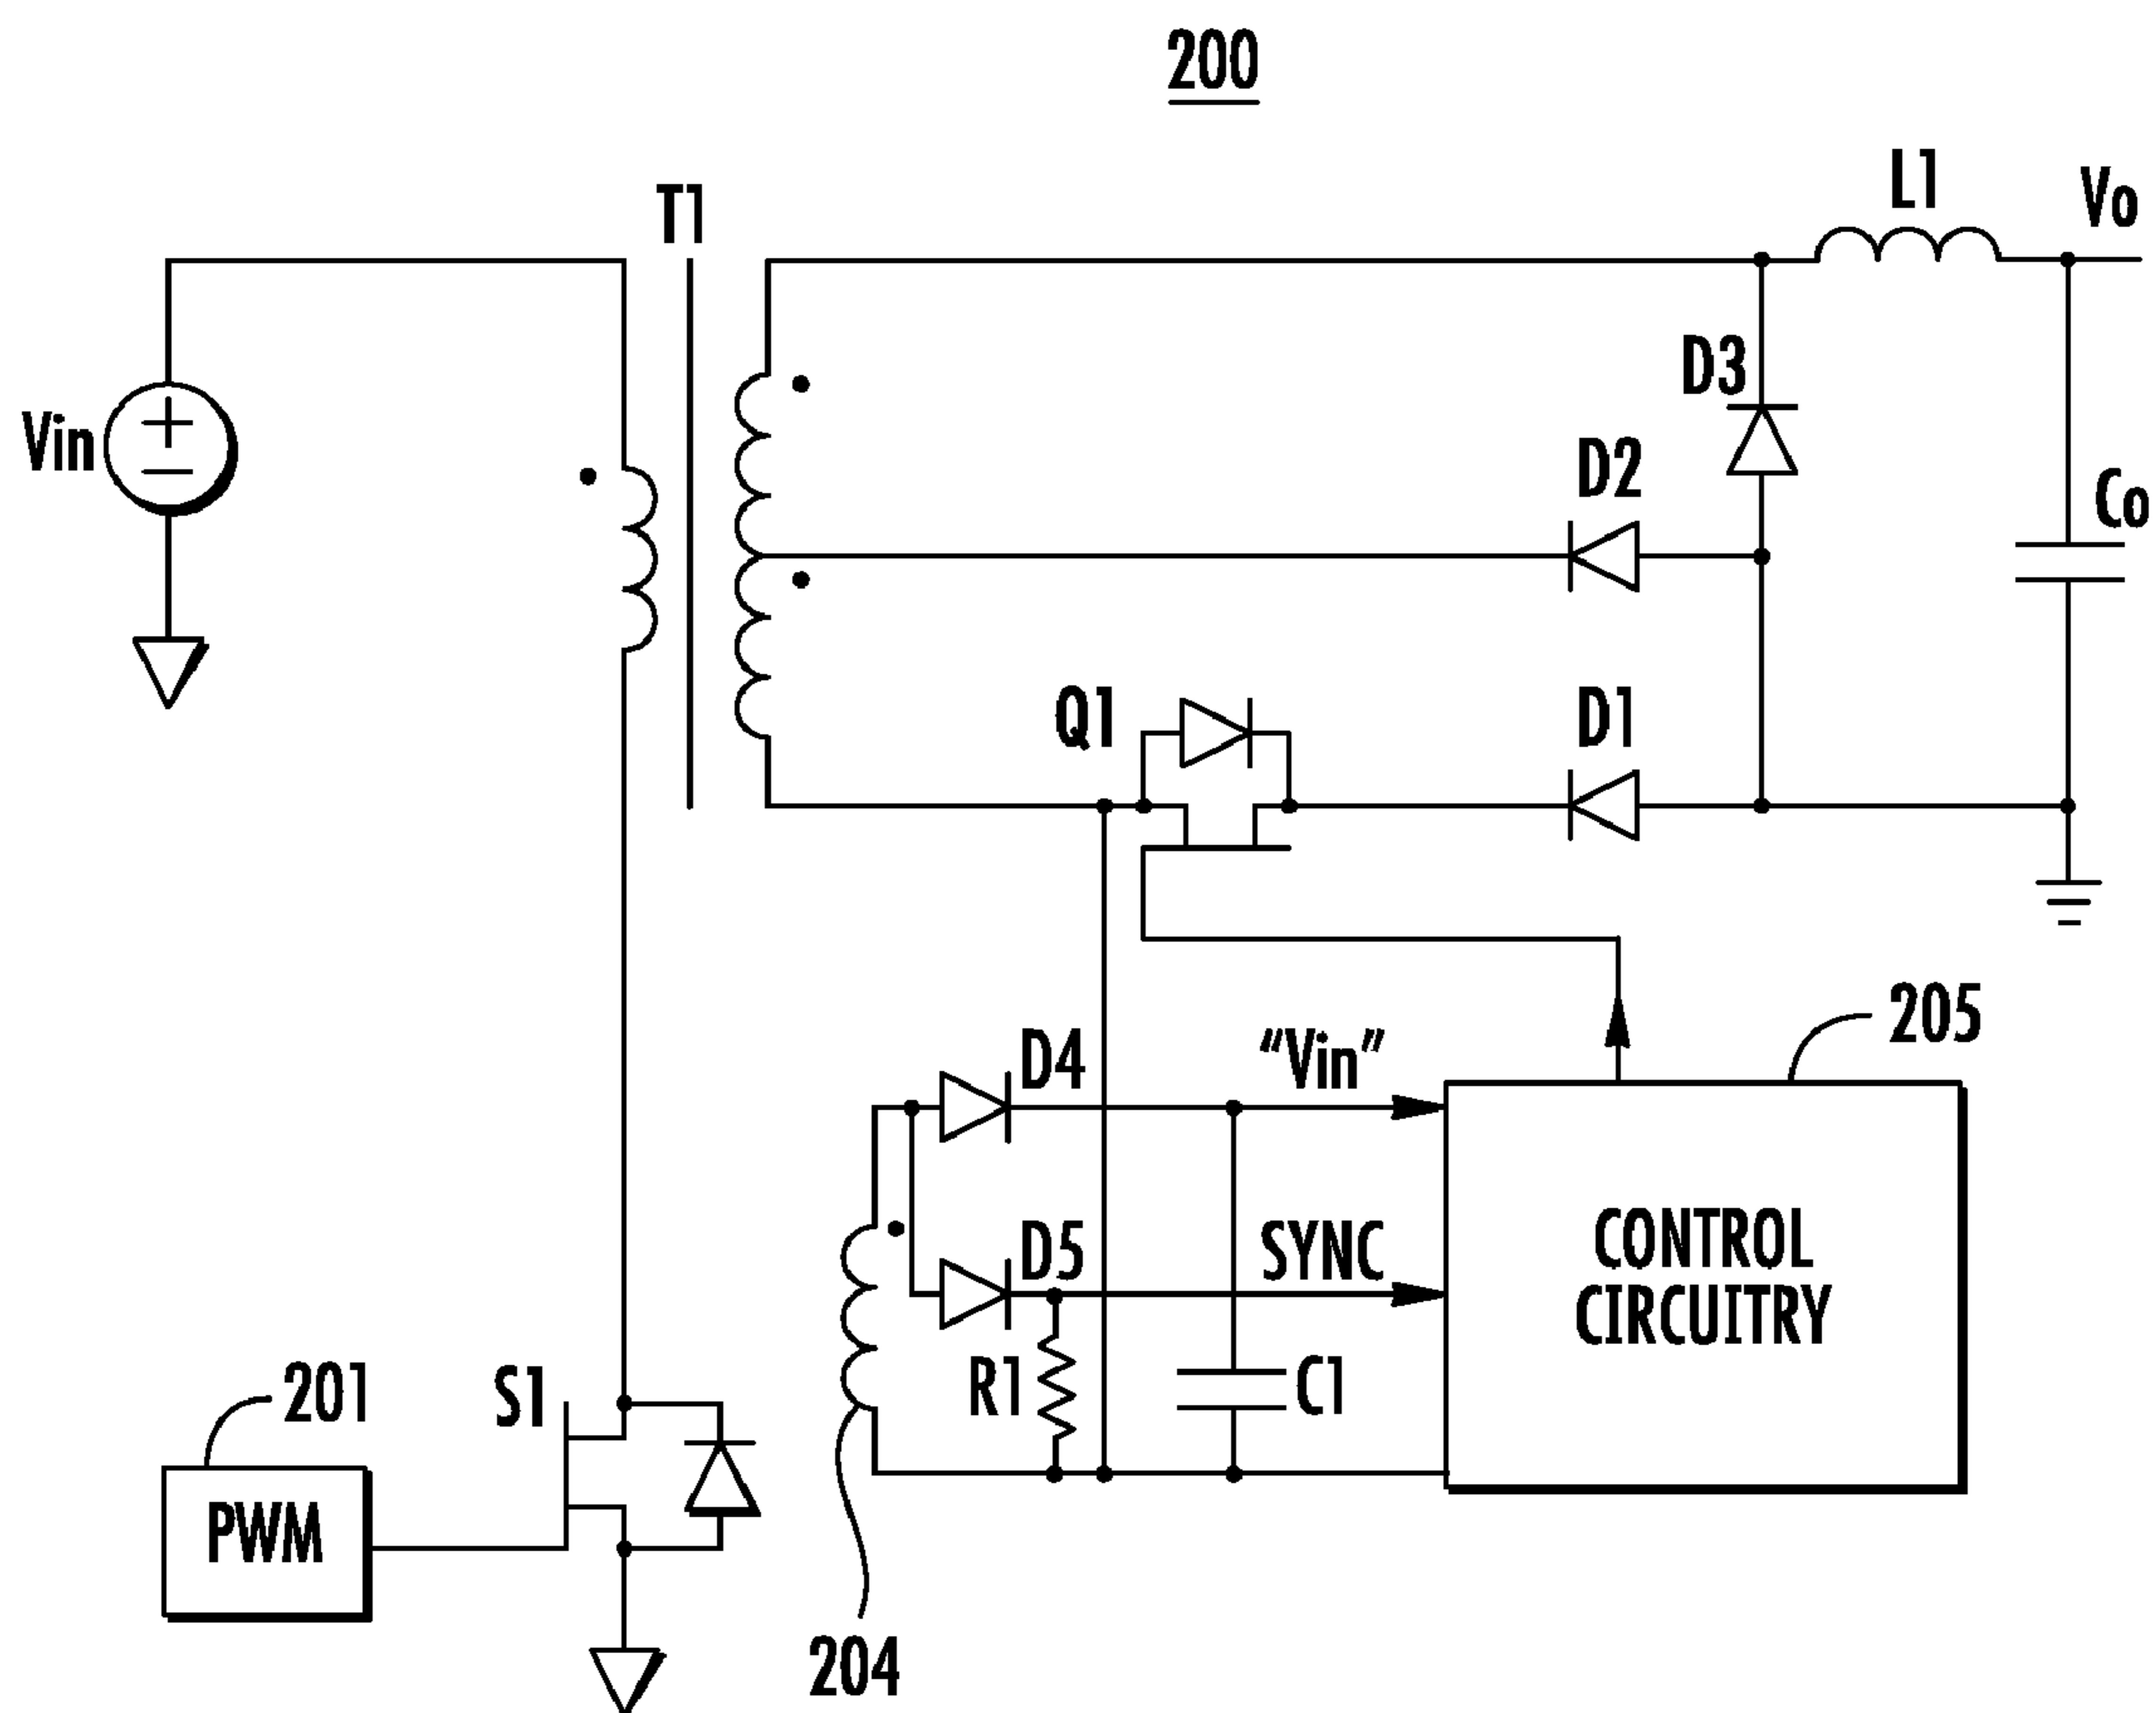 200
T1
L1
Vo
Vin
D3
D2
Co
Q1
D1
D4
“Vin”
205
D5
SYNC
CONTROL
CIRCUITRY
R1
C1
201
S1
PWM
204